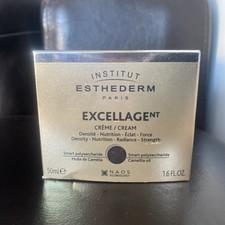 INSTITUT
ESTHEDERM
PARIS
EXCELLAGENT
CRÈME / CREAM
Densité - Nutrition - Éclat - Force
Density - Nutrition - Radiance - Strength
Smart polysaccharide
Huile de Camélia
Smart polysaccharide
Camellia oil
50ml e
NAOS
1.6 FL.OZ.